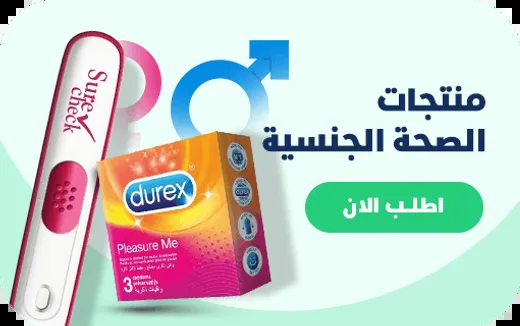 منتجات
الصحة الجنسية
اطلب الان
Sure
check
durex
Pleasure Me
3